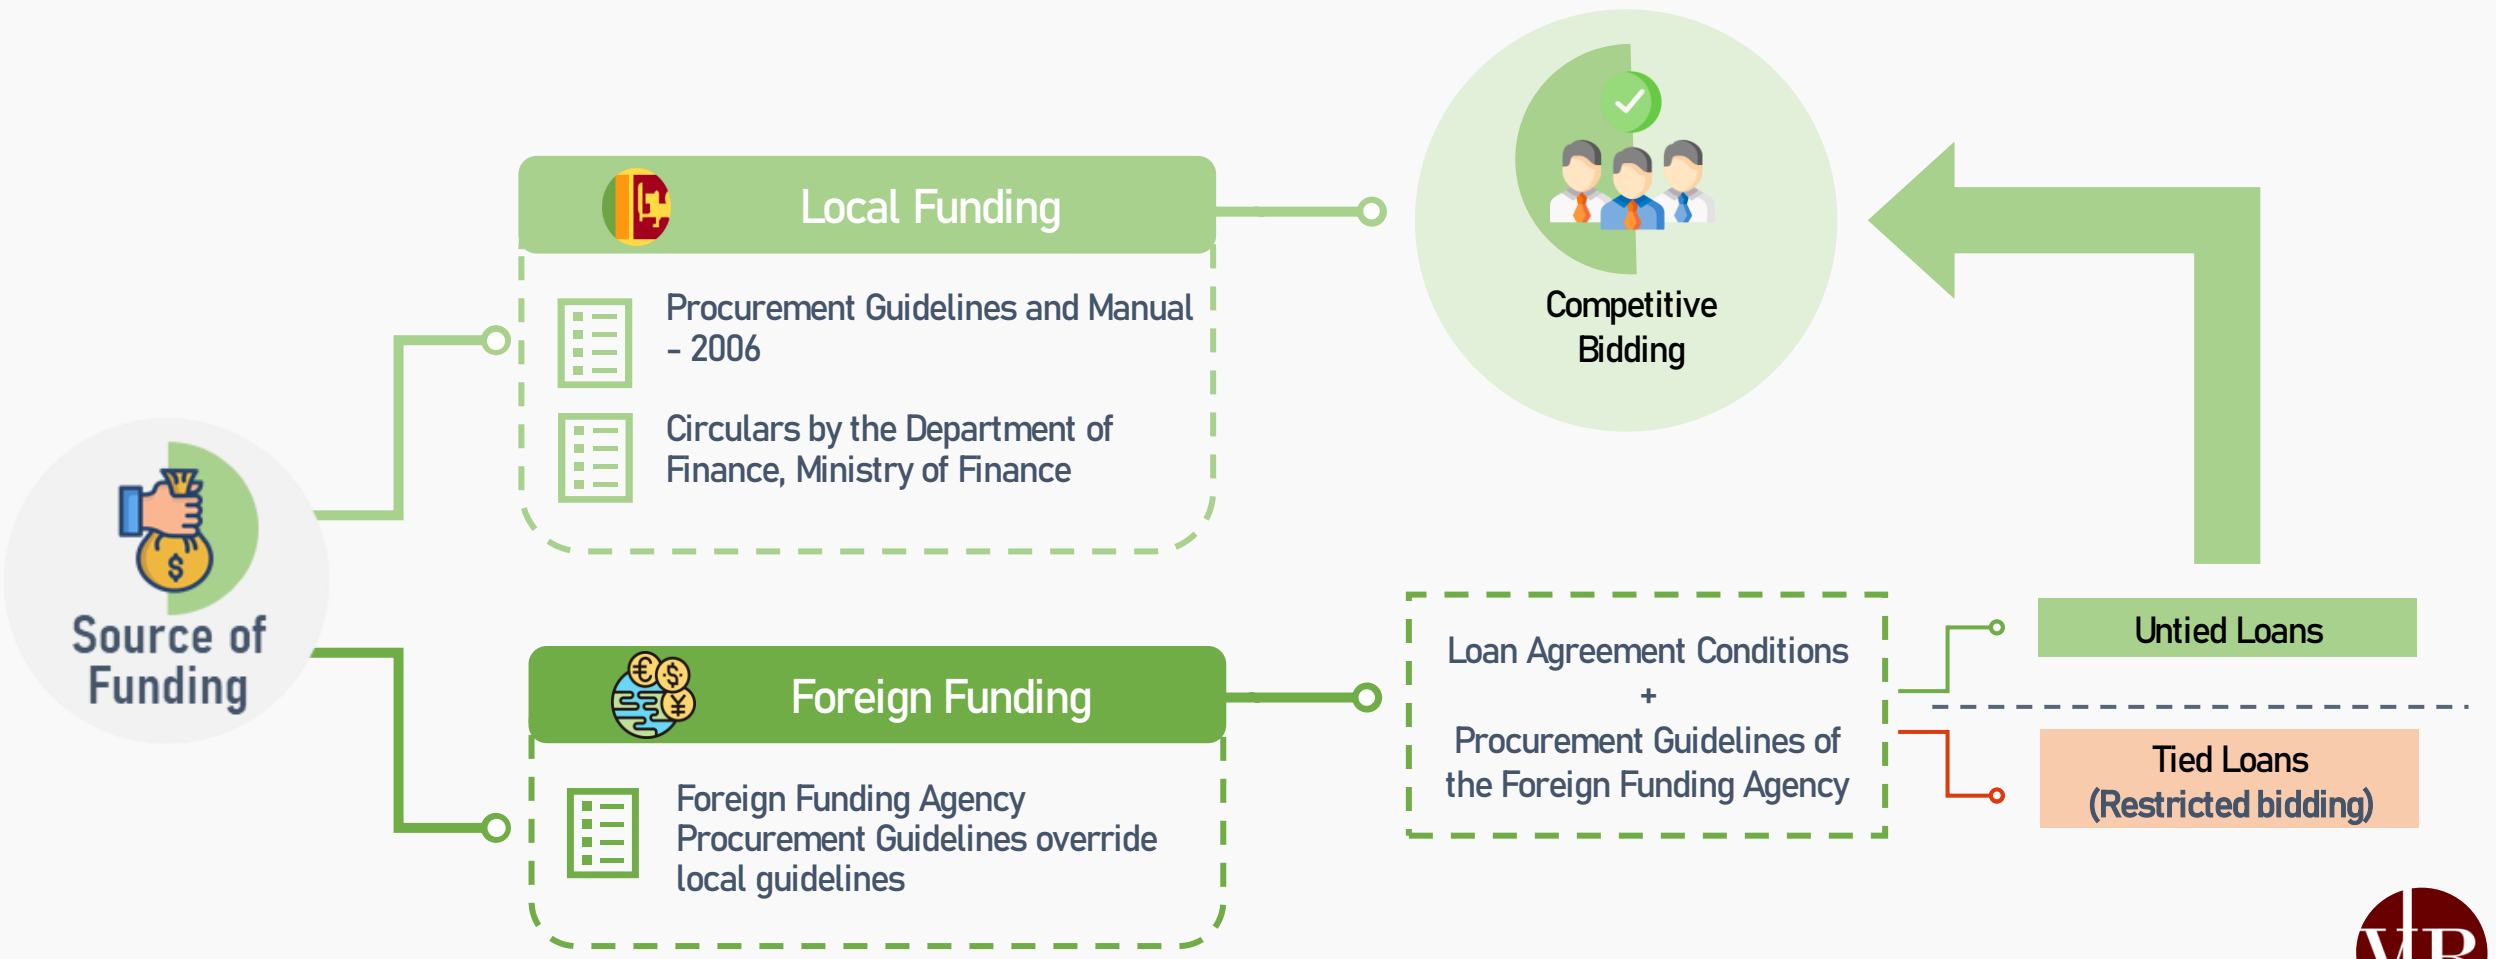 Local Funding
Procurement Guidelines and Manual
- 2006
Circulars by the Department of
Finance, Ministry of Finance
Competitive
Bidding
$
Source of
Funding
€
$
¥
Foreign Funding
Foreign Funding Agency
Procurement Guidelines override
local guidelines
Loan Agreement Conditions
+
Procurement Guidelines of
the Foreign Funding Agency
Untied Loans
Tied Loans
(Restricted bidding)